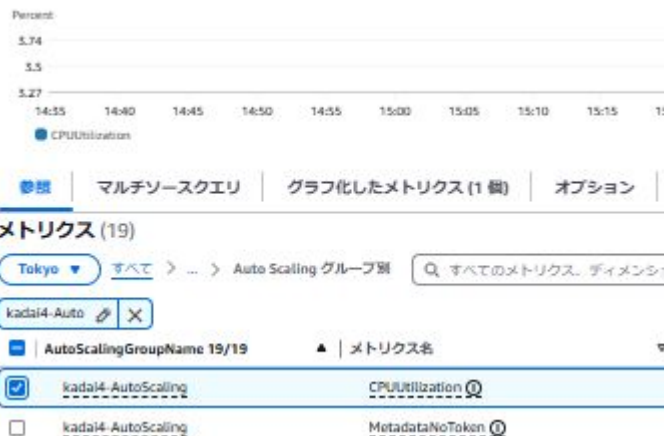 Percent
3.74
3.5
3.27
14:35 14:40 14:45 14:50 14:55 15:00 15:05 15:10 15:15
CPUUtilization
参照 マルチソースクエリ グラフ化したメトリクス (1 個) オプション
メトリクス (19)
Tokyo ▼ すべて > ... > Auto Scaling グループ別 すべてのメトリクス、ディメンシ
kadai4-Auto
AutoScalingGroupName 19/19 ▲ メトリクス名
kadai4-AutoScaling CPUUtilization
kadai4-AutoScaling MetadataNoToken